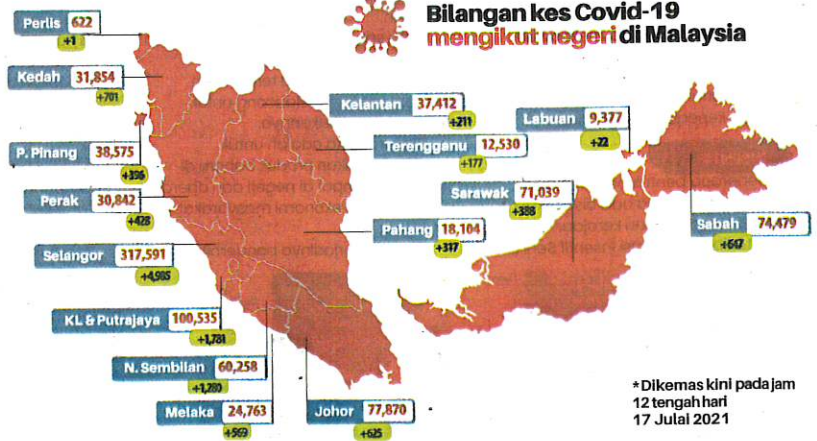 Bilangan kes Covid-19
mengikut negeri di Malaysia
Perlis 622
+1
Kedah 31,854
+701
P. Pinang 38,575
+396
Perak 30,842
+428
Selangor 317,591
+4,985
KL & Putrajaya 100,535
+1,781
N. Sembilan 60,258
+1,280
Melaka 24,763
+569
Johor 77,870
+625
Kelantan 37,412
+211
Terengganu 12,530
+177
Pahang 18,104
+317
Labuan 9,377
+22
Sarawak 71,039
+388
Sabah 74,479
+647
*Dikemas kini pada jam
12 tengah hari
17 Julai 2021